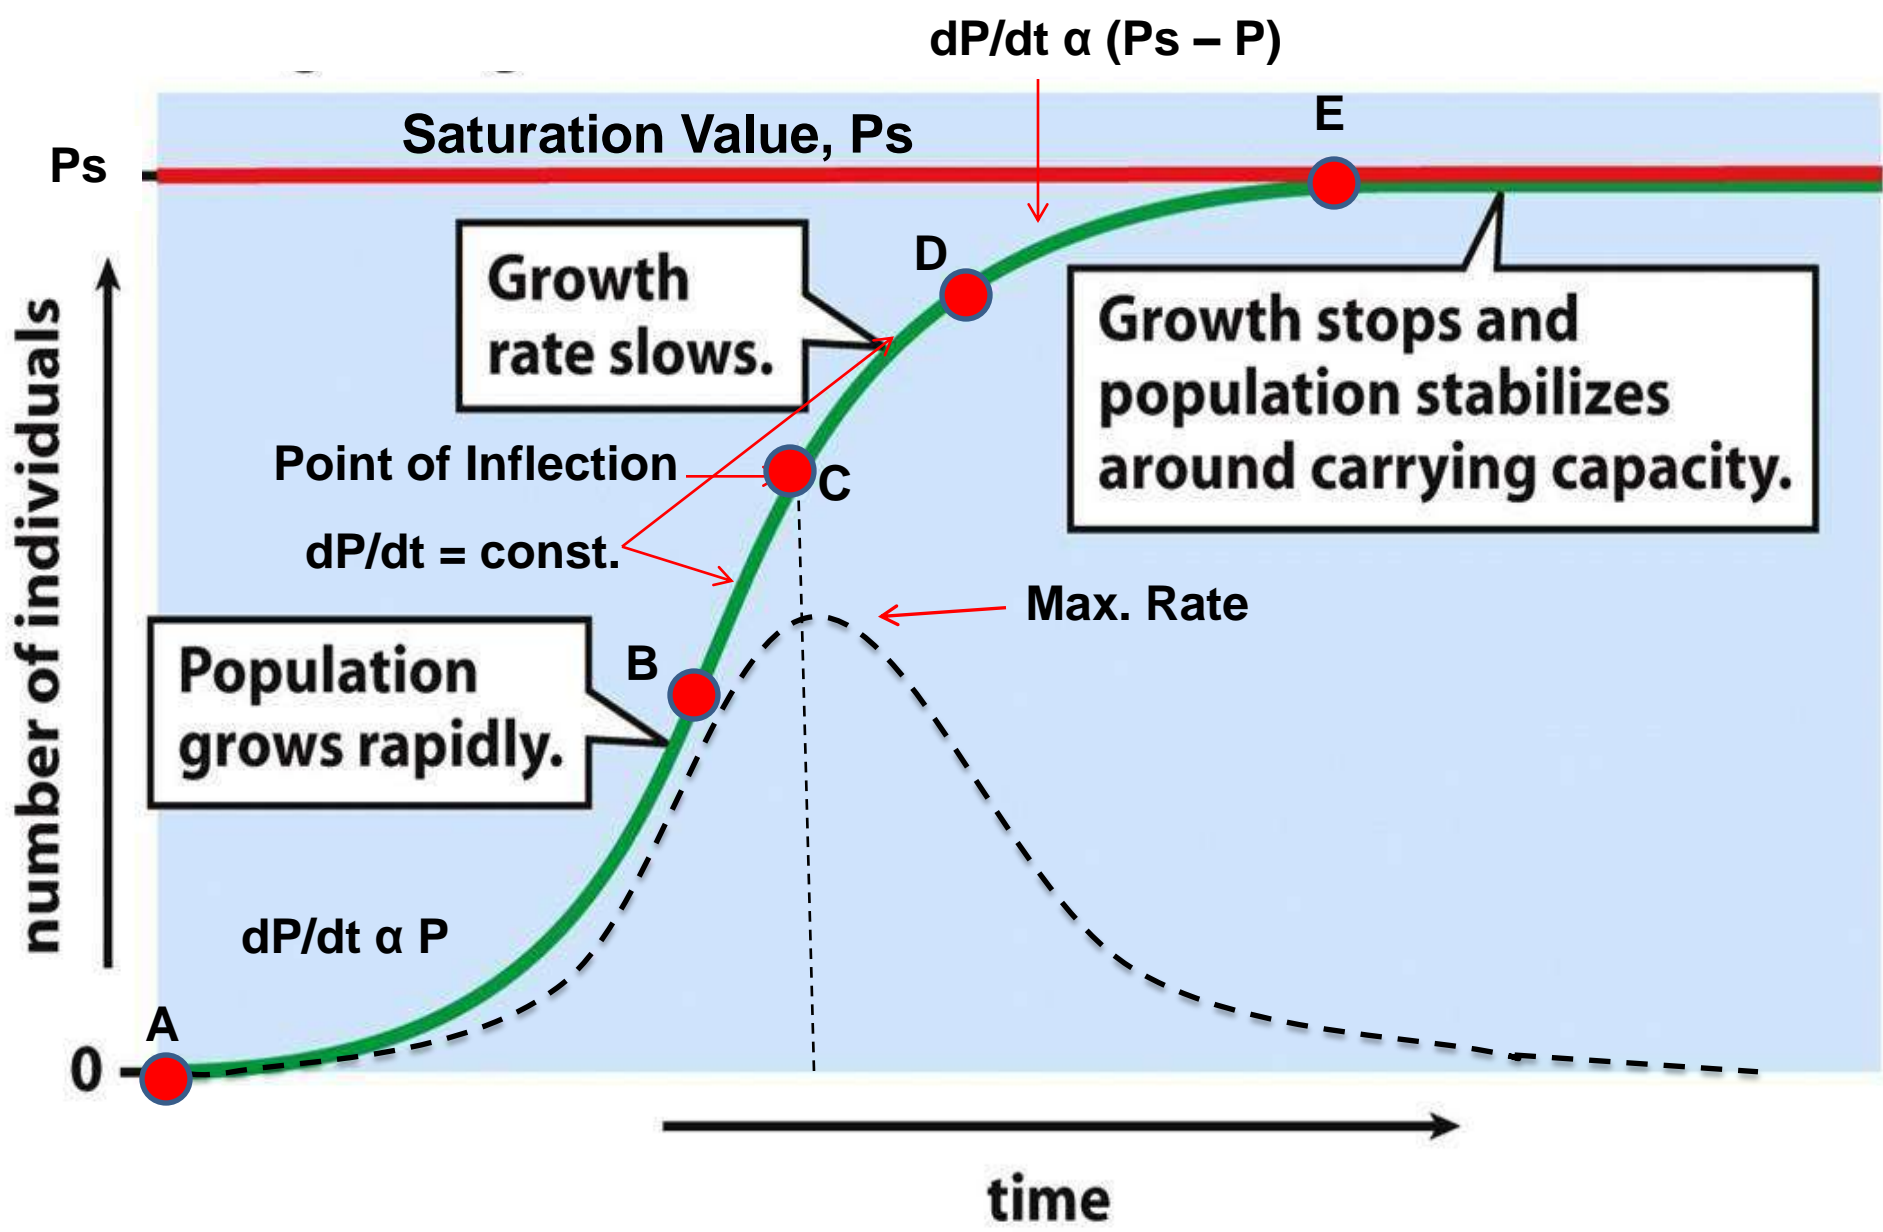 dP/dt α (Ps – P)
E
Saturation Value, Ps
Ps
D
Growth
rate slows.
Growth stops and
population stabilizes
around carrying capacity.
Point of Inflection
C
dP/dt = const.
Max. Rate
B
Population
grows rapidly.
number of individuals
dP/dt α P
A
0
time